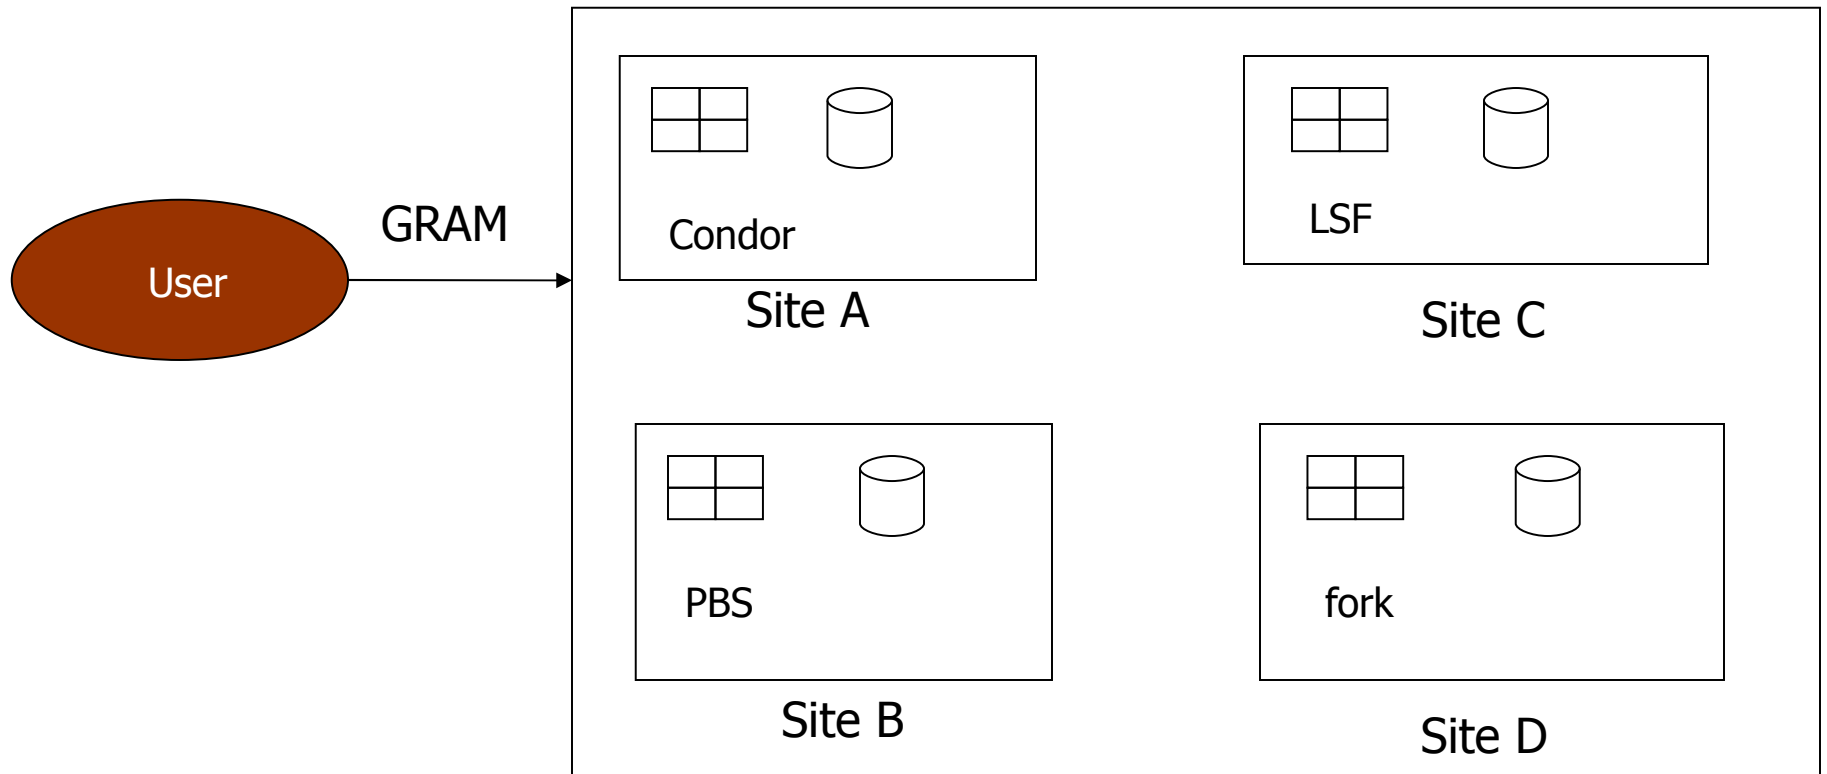 User
GRAM
Condor
Site A
LSF
Site C
PBS
Site B
fork
Site D